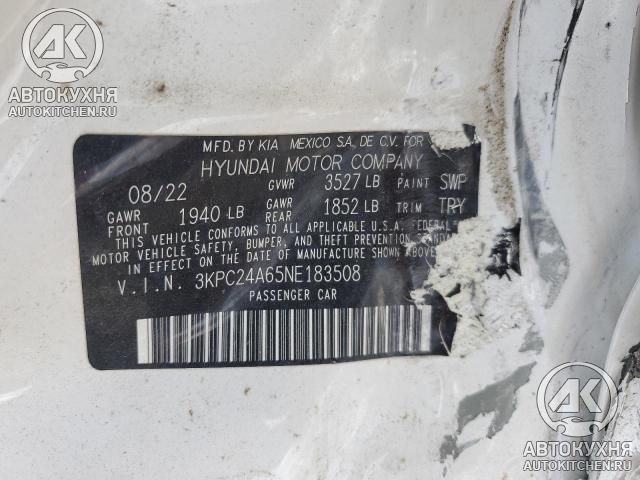 АК
АВТОКУХНЯ
AUTOKITCHEN.RU
MFD. BY KIA MEXICO S.A. DE C.V. FOR
HYUNDAI MOTOR COMPANY
08/22 GVWR 3527 LB PAINT SWP
GAWR FRONT 1940 LB GAWR REAR 1852 LB TRIM TRY
THIS VEHICLE CONFORMS TO ALL APPLICABLE U.S.A. FEDERAL
MOTOR VEHICLE SAFETY, BUMPER, AND THEFT PREVENTION
IN EFFECT ON THE DATE OF MANUFACTURE SHOWN ABOVE
V.I.N. 3KPC24A65NE183508
PASSENGER CAR
АК
АВТОКУХНЯ
AUTOKITCHEN.RU